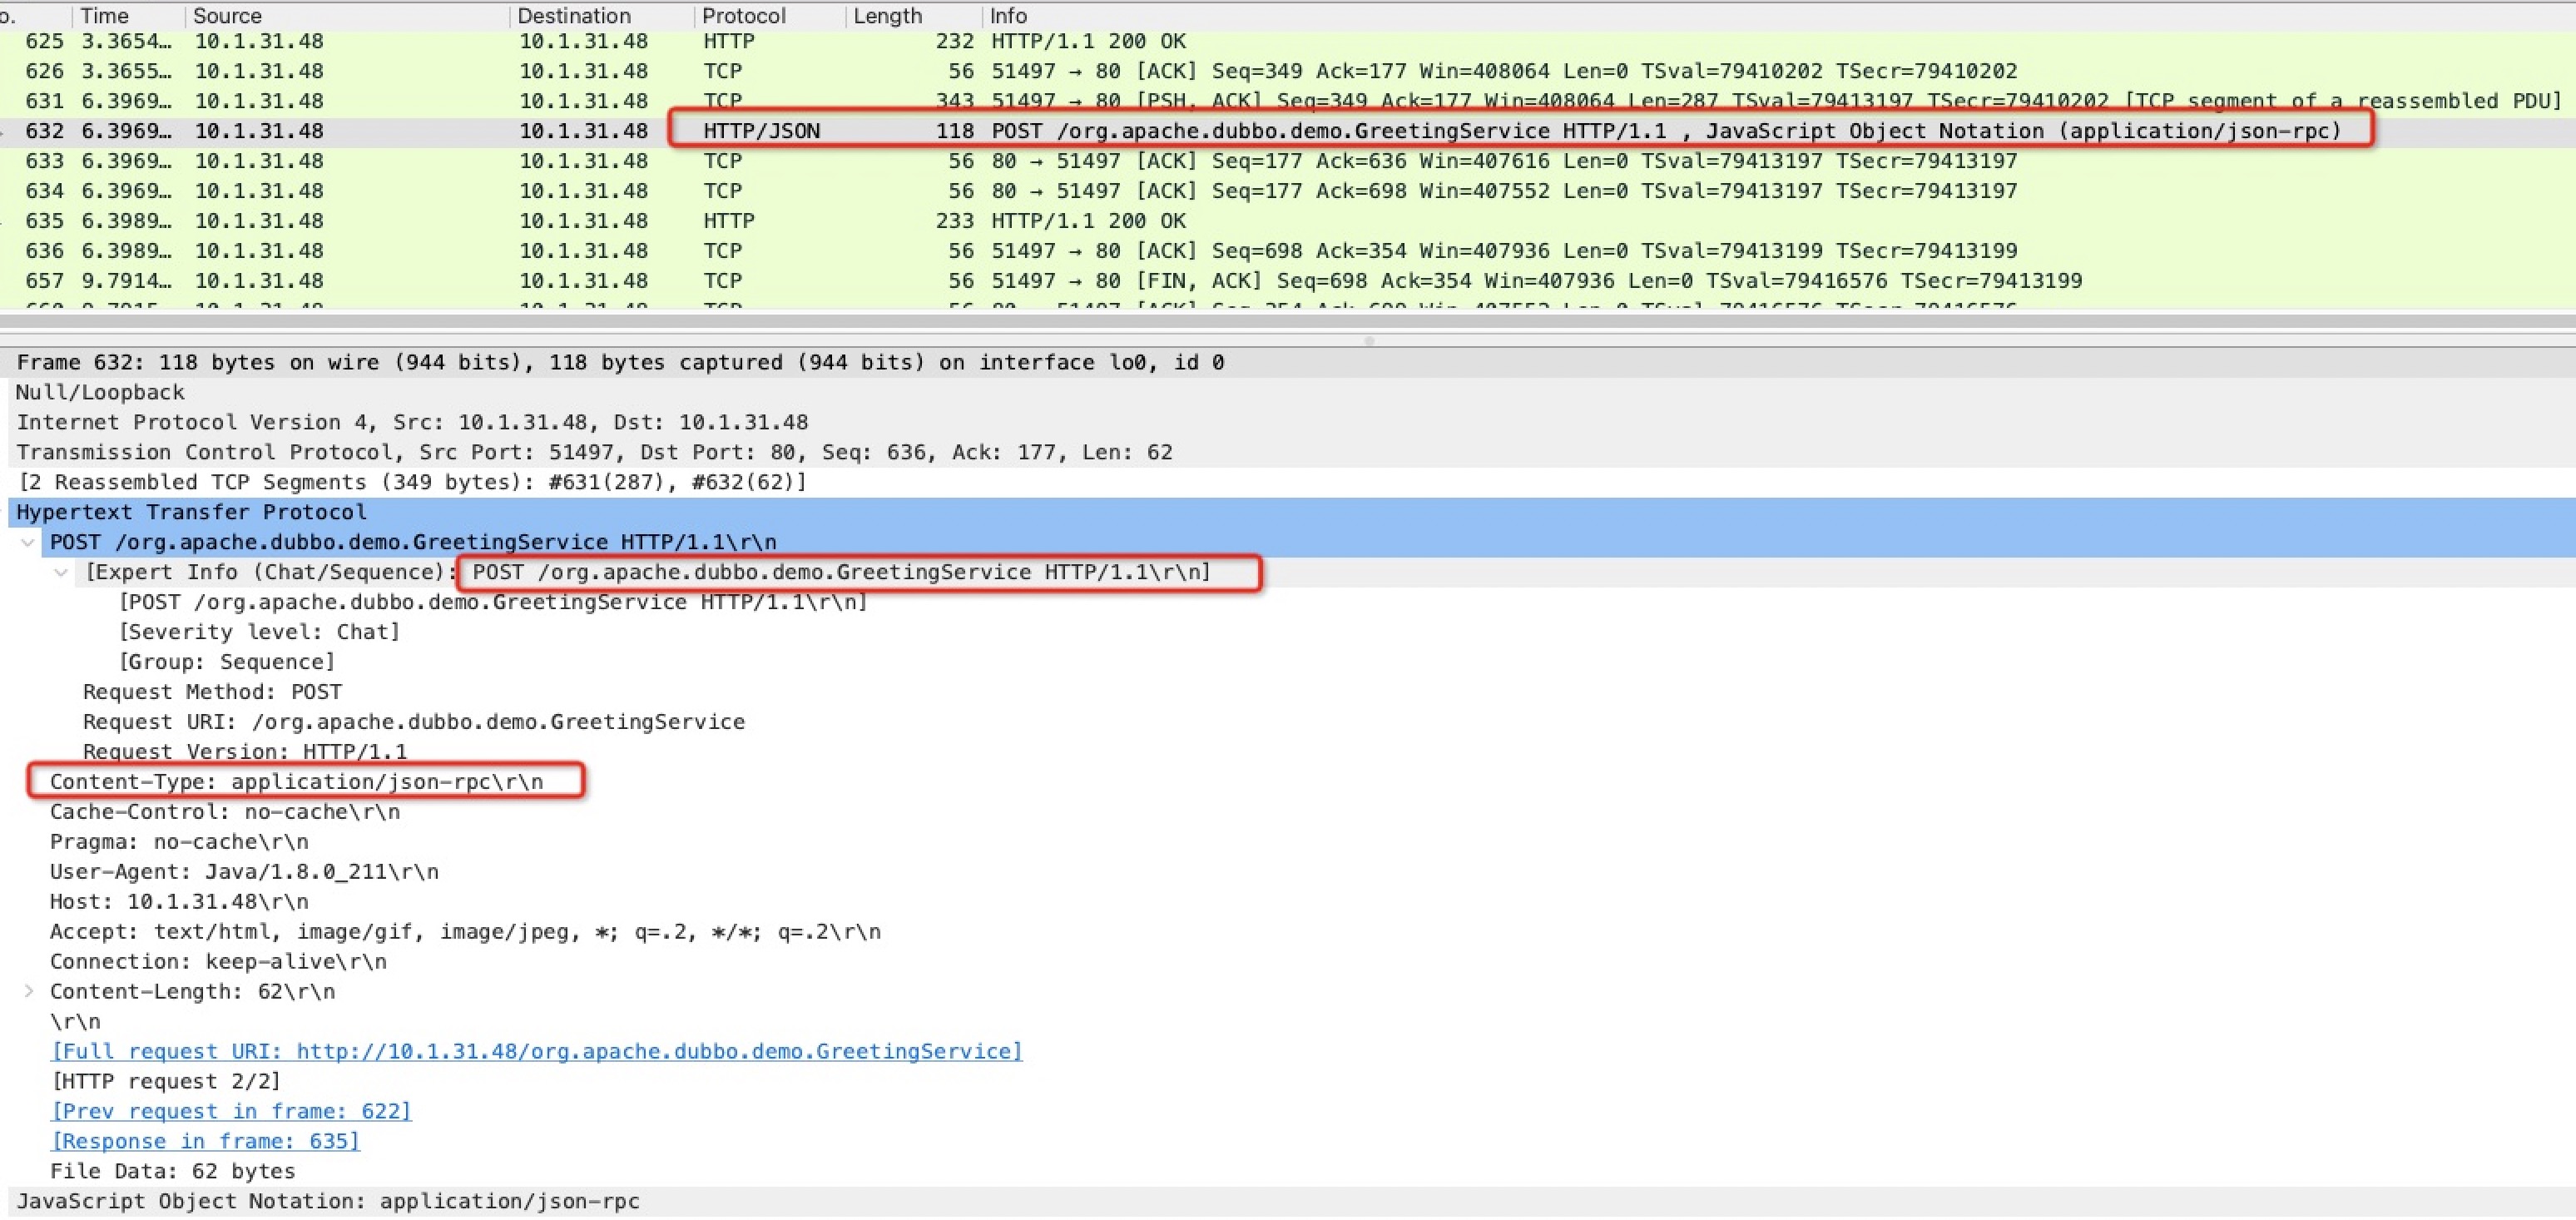 o. Time Source Destination Protocol Length Info
625 3.3654… 10.1.31.48 10.1.31.48 HTTP 232 HTTP/1.1 200 OK
626 3.3655… 10.1.31.48 10.1.31.48 TCP 56 51497 → 80 [ACK] Seq=349 Ack=177 Win=408064 Len=0 TSval=79410202 TSecr=79410202
631 6.3969… 10.1.31.48 10.1.31.48 TCP 343 51497 → 80 [PSH, ACK] Seq=349 Ack=177 Win=408064 Len=287 TSval=79413197 TSecr=79410202 [TCP segment of a reassembled PDU]
632 6.3969… 10.1.31.48 10.1.31.48 HTTP/JSON 118 POST /org.apache.dubbo.demo.GreetingService HTTP/1.1 , JavaScript Object Notation (application/json-rpc)
633 6.3969… 10.1.31.48 10.1.31.48 TCP 56 80 → 51497 [ACK] Seq=177 Ack=636 Win=407616 Len=0 TSval=79413197 TSecr=79413197
634 6.3969… 10.1.31.48 10.1.31.48 TCP 56 80 → 51497 [ACK] Seq=177 Ack=698 Win=407552 Len=0 TSval=79413197 TSecr=79413197
635 6.3989… 10.1.31.48 10.1.31.48 HTTP 233 HTTP/1.1 200 OK
636 6.3989… 10.1.31.48 10.1.31.48 TCP 56 51497 → 80 [ACK] Seq=698 Ack=354 Win=407936 Len=0 TSval=79413199 TSecr=79413199
657 9.7914… 10.1.31.48 10.1.31.48 TCP 56 51497 → 80 [FIN, ACK] Seq=698 Ack=354 Win=407936 Len=0 TSval=79416576 TSecr=79413199
Frame 632: 118 bytes on wire (944 bits), 118 bytes captured (944 bits) on interface lo0, id 0
Null/Loopback
Internet Protocol Version 4, Src: 10.1.31.48, Dst: 10.1.31.48
Transmission Control Protocol, Src Port: 51497, Dst Port: 80, Seq: 636, Ack: 177, Len: 62
[2 Reassembled TCP Segments (349 bytes): #631(287), #632(62)]
Hypertext Transfer Protocol
POST /org.apache.dubbo.demo.GreetingService HTTP/1.1\r\n
[Expert Info (Chat/Sequence): POST /org.apache.dubbo.demo.GreetingService HTTP/1.1\r\n]
[POST /org.apache.dubbo.demo.GreetingService HTTP/1.1\r\n]
[Severity level: Chat]
[Group: Sequence]
Request Method: POST
Request URI: /org.apache.dubbo.demo.GreetingService
Request Version: HTTP/1.1
Content-Type: application/json-rpc\r\n
Cache-Control: no-cache\r\n
Pragma: no-cache\r\n
User-Agent: Java/1.8.0_211\r\n
Host: 10.1.31.48\r\n
Accept: text/html, image/gif, image/jpeg, *; q=.2, */*; q=.2\r\n
Connection: keep-alive\r\n
Content-Length: 62\r\n
\r\n
[Full request URI: http://10.1.31.48/org.apache.dubbo.demo.GreetingService]
[HTTP request 2/2]
[Prev request in frame: 622]
[Response in frame: 635]
File Data: 62 bytes
JavaScript Object Notation: application/json-rpc